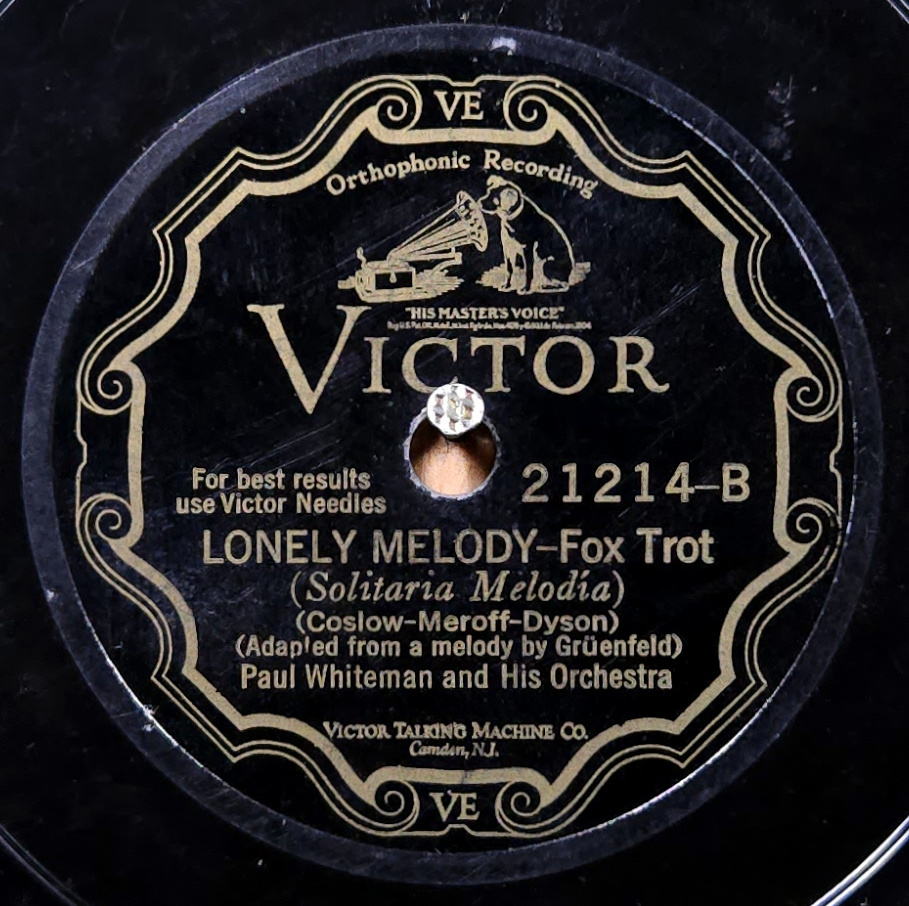 VE
Orthophonic Recording
"HIS MASTER'S VOICE"
VICTOR
For best results
use Victor Needles
21214-B
LONELY MELODY-Fox Trot
(Solitaria Melodía)
(Coslow-Meroff-Dyson)
(Adapted from a melody by Grüenfeld)
Paul Whiteman and His Orchestra
VICTOR TALKING MACHINE CO.
Camden, N.J.
VE